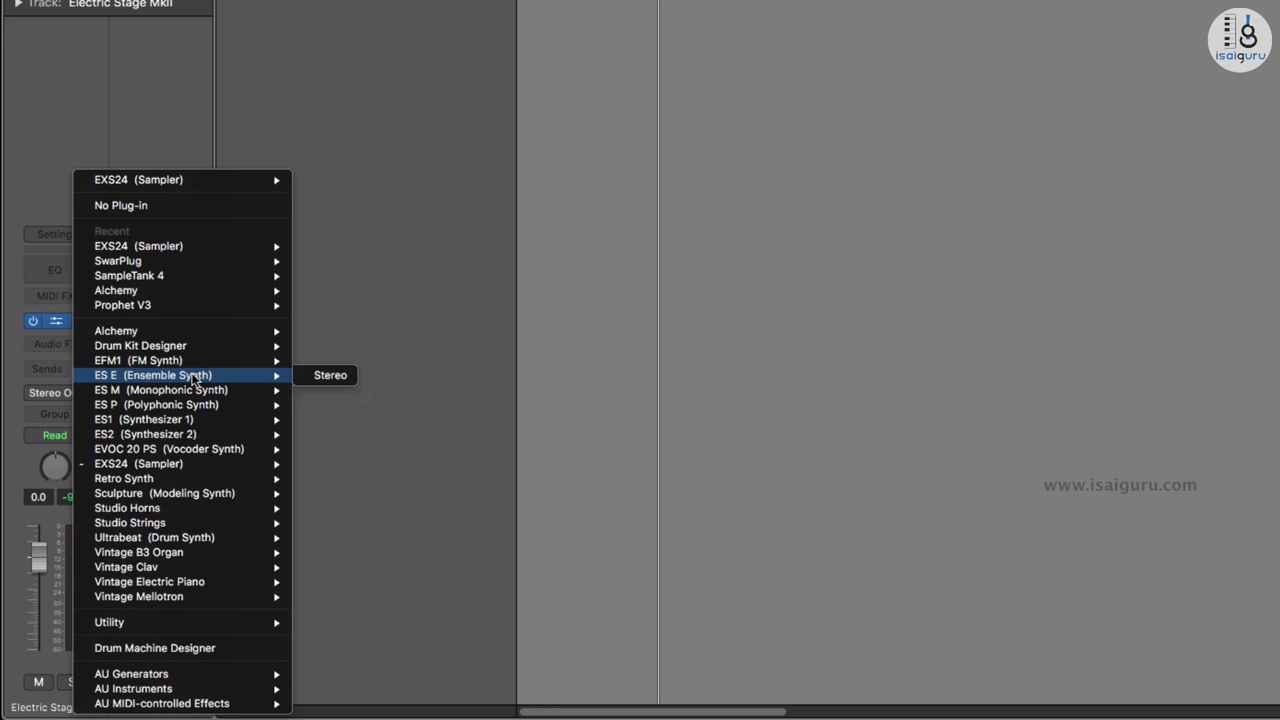 Track: Electric Stage MkII
isaiguru
EXS24 (Sampler)
No Plug-in
Recent
EXS24 (Sampler)
SwarPlug
SampleTank 4
Alchemy
Prophet V3
Alchemy
Drum Kit Designer
EFM1 (FM Synth)
ES E (Ensemble Synth)
Stereo
ES M (Monophonic Synth)
ES P (Polyphonic Synth)
ES1 (Synthesizer 1)
ES2 (Synthesizer 2)
EVOC 20 PS (Vocoder Synth)
- EXS24 (Sampler)
Retro Synth
Sculpture (Modeling Synth)
Studio Horns
Studio Strings
Ultrabeat (Drum Synth)
Vintage B3 Organ
Vintage Clav
Vintage Electric Piano
Vintage Mellotron
Utility
Drum Machine Designer
AU Generators
AU Instruments
AU MIDI-controlled Effects
Setting
EQ
MIDI FX
Audio F
Sends
Stereo O
Group
Read
0.0
M
Electric Stag
www.isaiguru.com